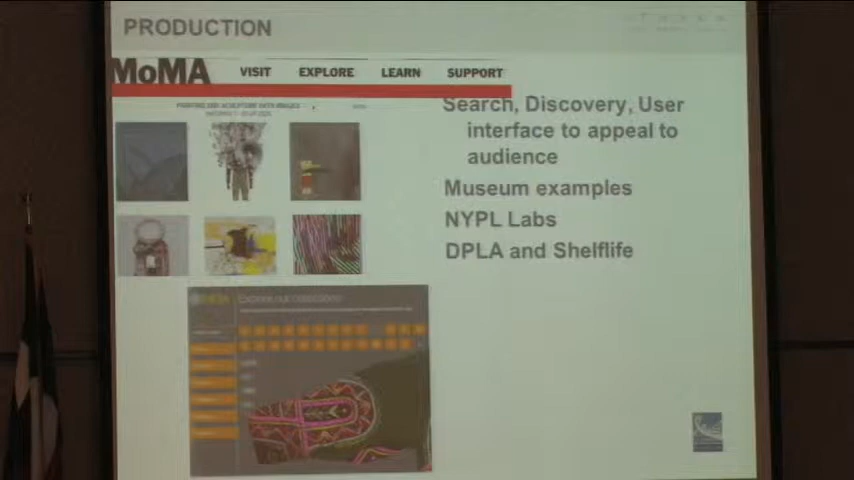 PRODUCTION
MoMA VISIT EXPLORE LEARN SUPPORT
Search, Discovery, User
interface to appeal to
audience
Museum examples
NYPL Labs
DPLA and Shelflife